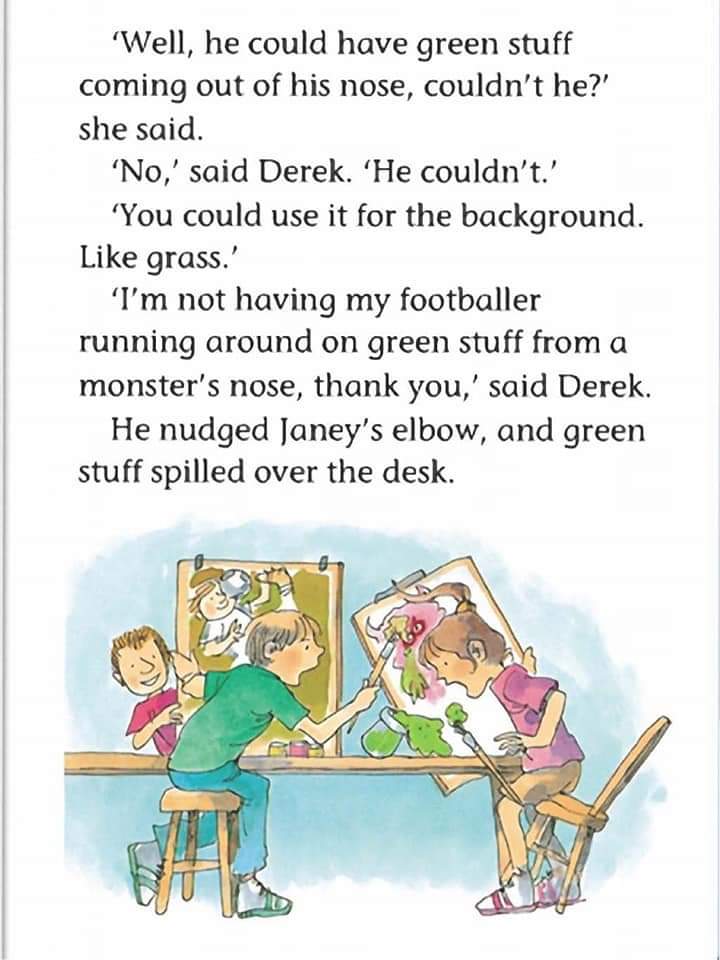 ‘Well, he could have green stuff
coming out of his nose, couldn’t he?’
she said.
‘No,’ said Derek. ‘He couldn’t.’
‘You could use it for the background.
Like grass.’
‘I’m not having my footballer
running around on green stuff from a
monster’s nose, thank you,’ said Derek.
He nudged Janey’s elbow, and green
stuff spilled over the desk.